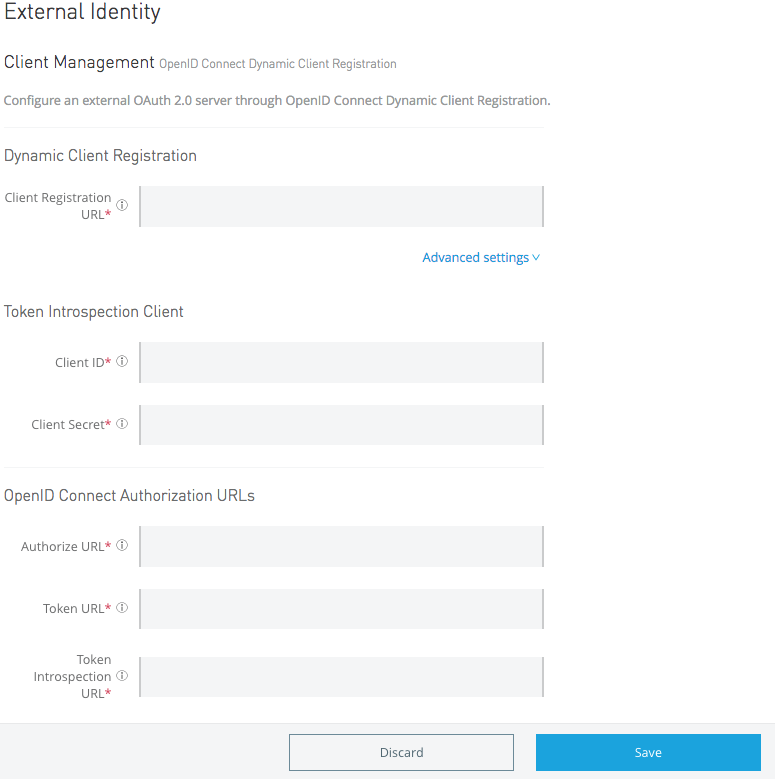 External Identity
Client Management OpenID Connect Dynamic Client Registration
Configure an external OAuth 2.0 server through OpenID Connect Dynamic Client Registration.
Dynamic Client Registration
Client Registration
URL*
Advanced settings
Token Introspection Client
Client ID*
Client Secret*
OpenID Connect Authorization URLs
Authorize URL*
Token URL*
Token
Introspection
URL*
Discard Save